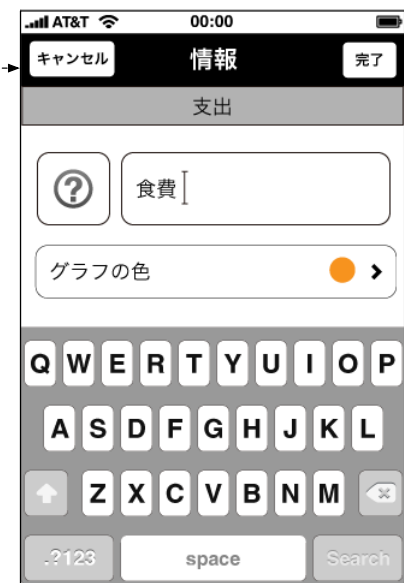 AT&T 00:00
キャンセル 情報 完了
支出
?
食費
グラフの色
Q W E R T Y U I O P
A S D F G H J K L
Z X C V B N M
.?123 space Search